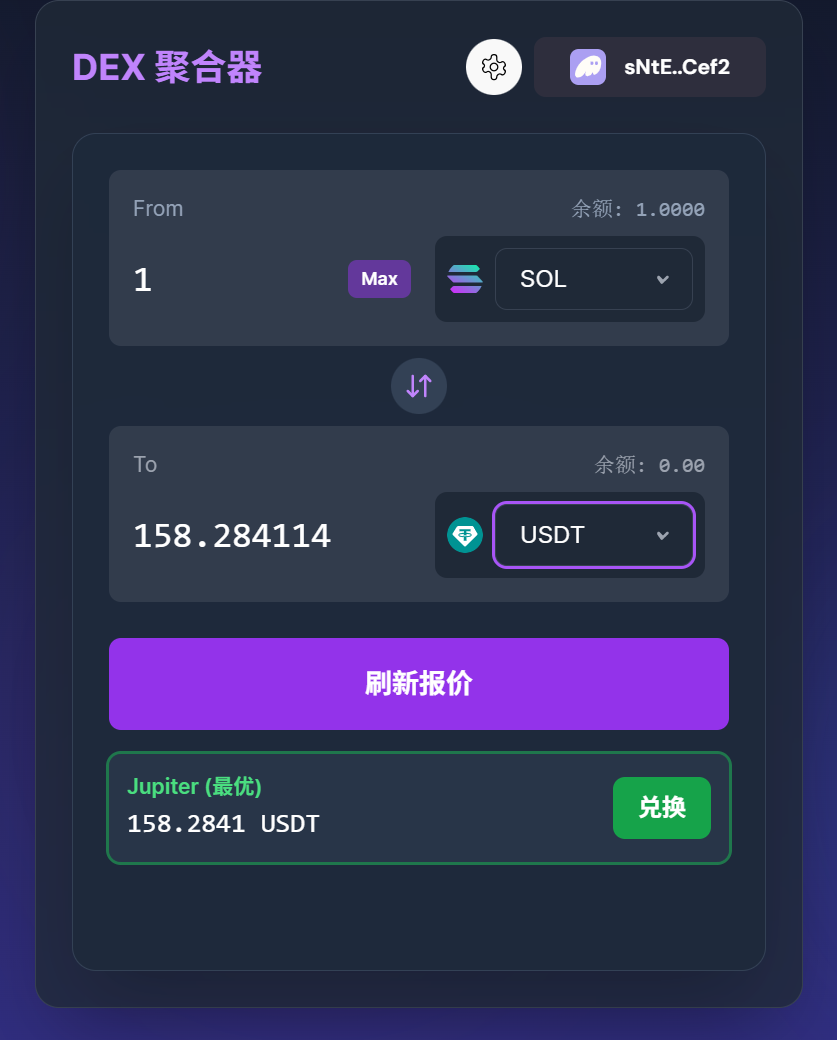 DEX 聚合器
sNtE..Cef2
From
余额: 1.0000
1
Max
SOL
To
余额: 0.00
158.284114
USDT
刷新报价
Jupiter (最优)
158.2841 USDT
兑换